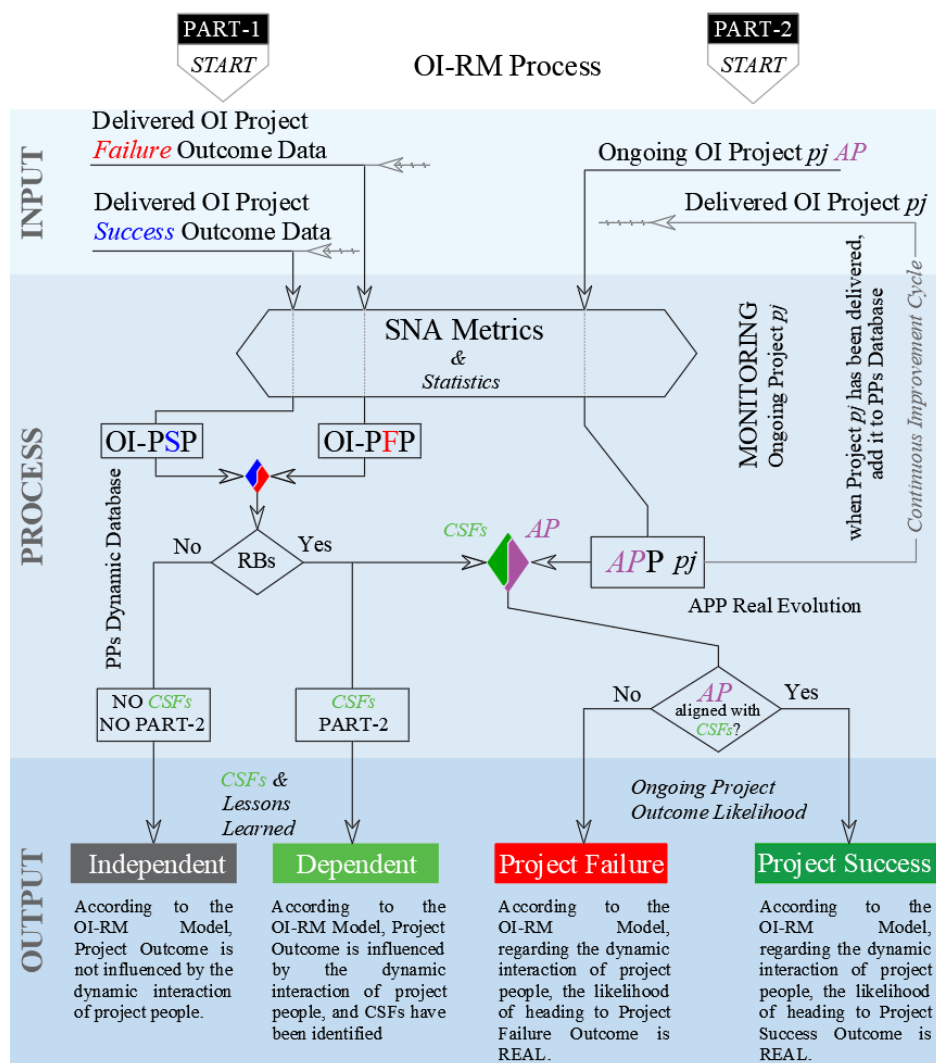 PART-1
START
OI-RM Process
PART-2
START
INPUT
Delivered OI Project
Failure Outcome Data
Delivered OI Project
Success Outcome Data
Ongoing OI Project pj AP
Delivered OI Project pj
PROCESS
SNA Metrics
&
Statistics
MONITORING
Ongoing Project pj
when Project pj has been delivered,
add it to PPs Database
Continuous Improvement Cycle
OI-PSP
OI-PFP
PPs Dynamic Database
No
RBs
Yes
CSFs
AP
APP pj
APP Real Evolution
NO CSFs
NO PART-2
CSFs
PART-2
No
AP
aligned with
CSFs?
Yes
OUTPUT
CSFs &
Lessons
Learned
Ongoing Project
Outcome Likelihood
Independent
According to the
OI-RM Model,
Project Outcome is
not influenced by the
dynamic interaction
of project people.
Dependent
According to the
OI-RM Model, Project
Outcome is influenced
by the dynamic
interaction of project
people, and CSFs have
been identified
Project Failure
According to the
OI-RM Model,
regarding the dynamic
interaction of project
people, the likelihood
of heading to Project
Failure Outcome is
REAL.
Project Success
According to the
OI-RM Model,
regarding the dynamic
interaction of project
people, the likelihood
of heading to Project
Success Outcome is
REAL.